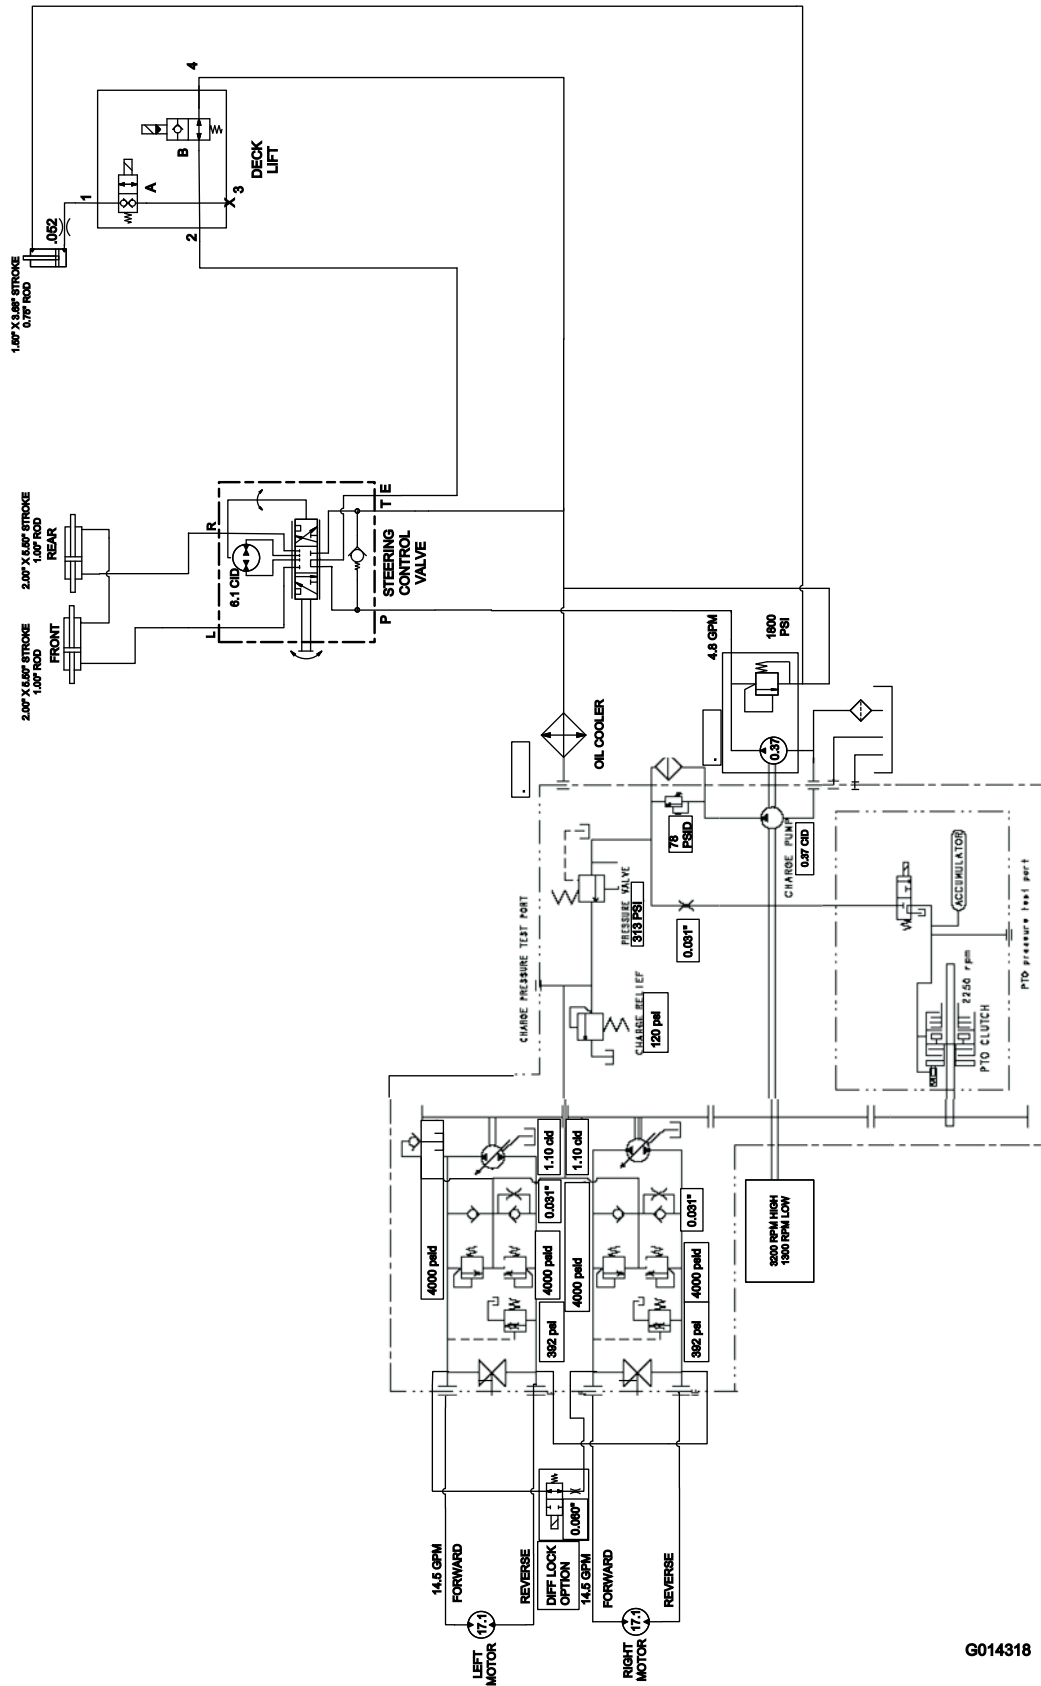 4
B
DECK
LIFT
A
3
1
2
.052
1.50" X 3.88" STROKE
0.75" ROD
2.00" X 5.50" STROKE
1.00" ROD
REAR
2.00" X 5.50" STROKE
1.00" ROD
FRONT
R
L
6.1 CID
E
T
P
STEERING
CONTROL
VALVE
4.8 GPM
1800
PSI
0.37
OIL COOLER
78
PSID
CHARGE PUMP
0.37 CID
PRESSURE VALVE
313 PSI
0.031"
CHARGE PRESSURE TEST PORT
CHARGE RELIEF
120 psi
ACCUMULATOR
2250 rpm
PTO CLUTCH
PTO pressure test port
1.10 cid
1.10 cid
0.031"
0.031"
4000 psid
4000 psid
4000 psid
4000 psid
392 psi
392 psi
3200 RPM HIGH
1300 RPM LOW
0.060"
DIFF LOCK
OPTION
14.5 GPM
FORWARD
REVERSE
14.5 GPM
FORWARD
REVERSE
17.1
LEFT
MOTOR
17.1
RIGHT
MOTOR
G014318